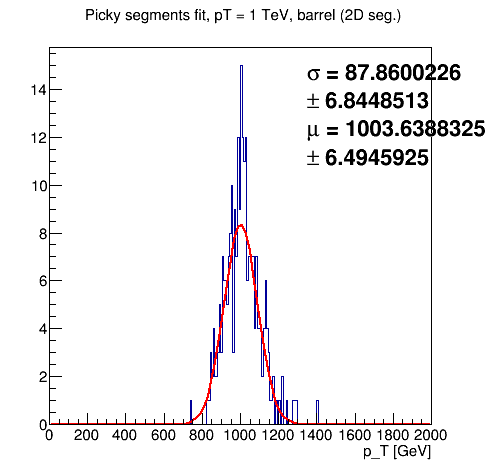 Picky segments fit, pT = 1 TeV, barrel (2D seg.)
σ = 87.8600226
± 6.8448513
μ = 1003.6388325
± 6.4945925
14
12
10
8
6
4
2
0
0 200 400 600 800 1000 1200 1400 1600 1800 2000
p_T [GeV]